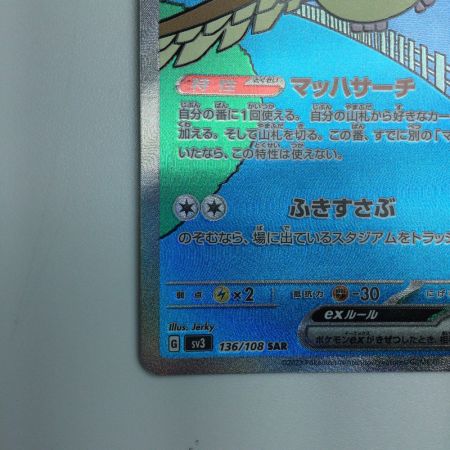 特性 マッハサーチ
自分の番に1回使える。自分の山札から好きなカー
加える。そして山札を切る。この番、すでに別の「マ
いたなら、この特性は使えない。
ふきすさぶ
のぞむなら、場に出ているスタジアムをトラッシ
弱点 ×2 抵抗力 -30 にげ
exルール
ポケモンexがきぜつしたとき、相
Illus. Jerky
G sv3 136/108 SAR